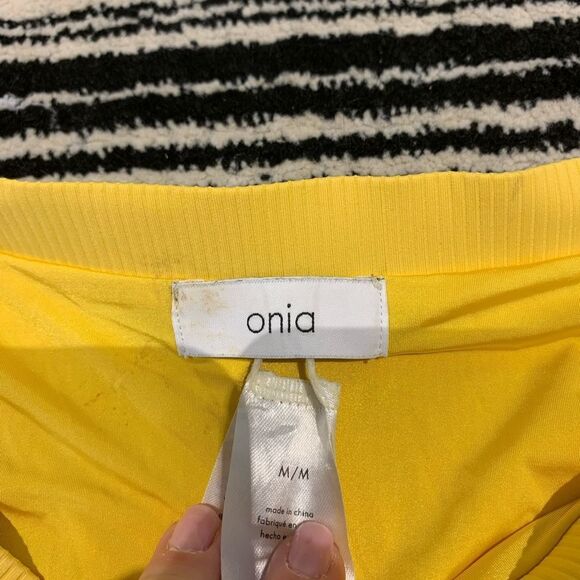 onia
M/M
made in china
fabriqué en
hecho e